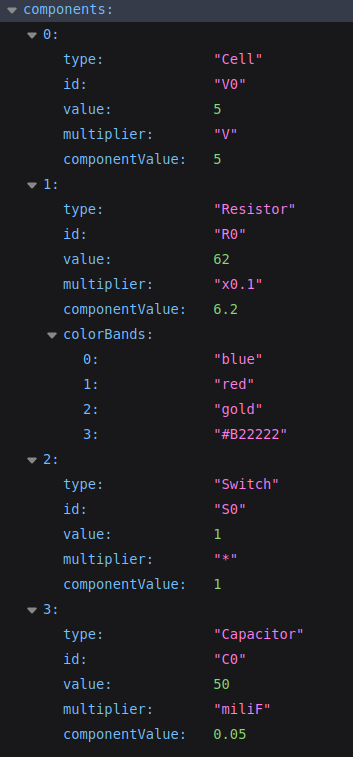 components:
0:
type: "Cell"
id: "V0"
value: 5
multiplier: "V"
componentValue: 5
1:
type: "Resistor"
id: "R0"
value: 62
multiplier: "x0.1"
componentValue: 6.2
colorBands:
0: "blue"
1: "red"
2: "gold"
3: "#B22222"
2:
type: "Switch"
id: "S0"
value: 1
multiplier: "*"
componentValue: 1
3:
type: "Capacitor"
id: "C0"
value: 50
multiplier: "miliF"
componentValue: 0.05